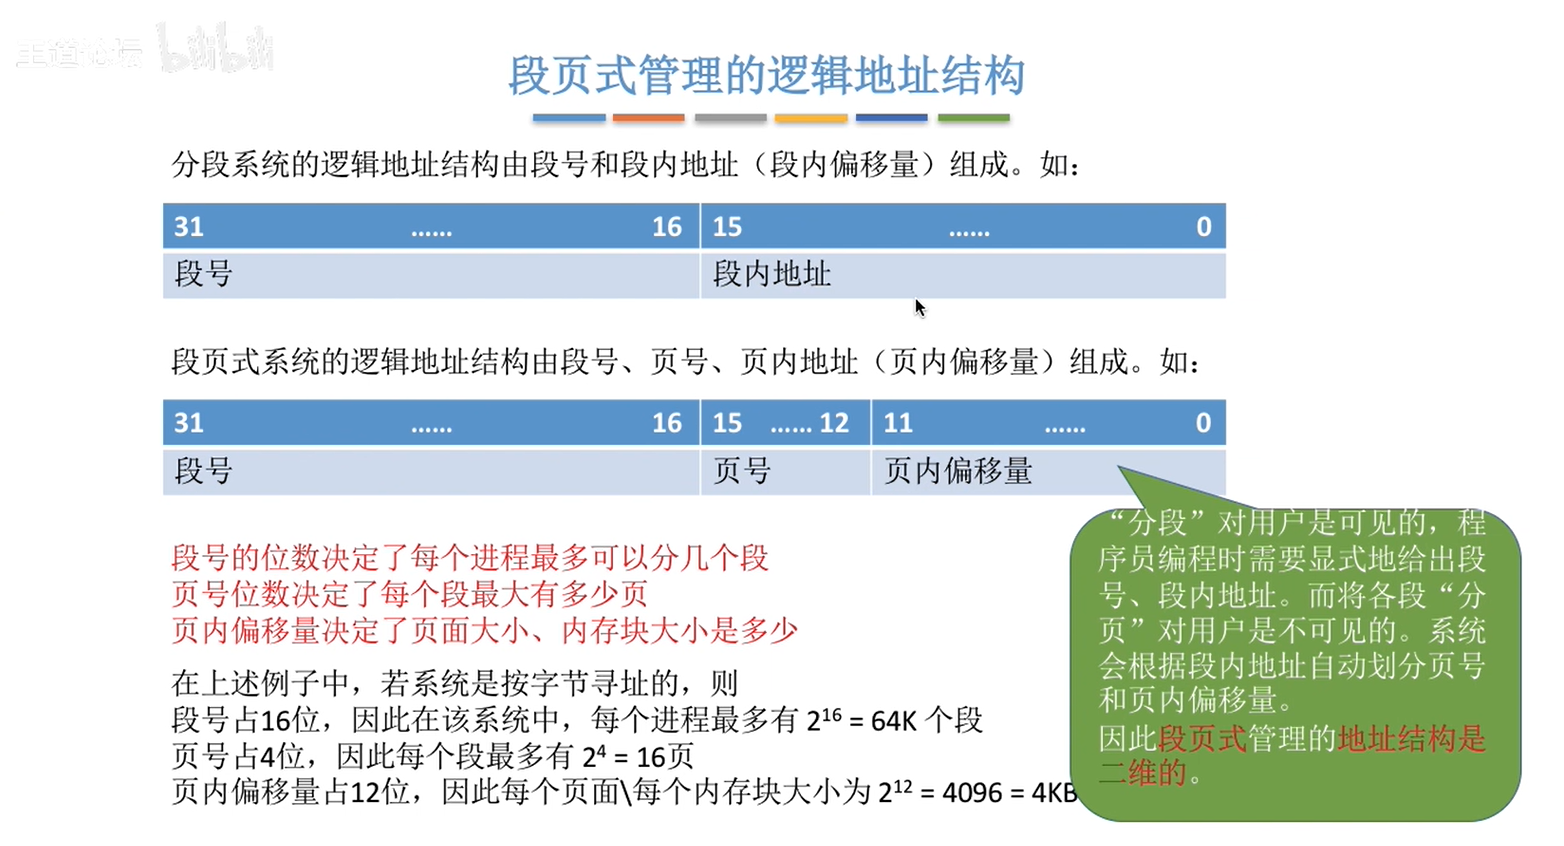 王道论坛 bilibili
段页式管理的逻辑地址结构
分段系统的逻辑地址结构由段号和段内地址（段内偏移量）组成。如：
31 …… 16 15 …… 0
段号 段内地址
段页式系统的逻辑地址结构由段号、页号、页内地址（页内偏移量）组成。如：
31 …… 16 15 …… 12 11 …… 0
段号 页号 页内偏移量
段号的位数决定了每个进程最多可以分几个段
页号位数决定了每个段最大有多少页
页内偏移量决定了页面大小、内存块大小是多少
在上述例子中，若系统是按字节寻址的，则
段号占16位，因此在该系统中，每个进程最多有 2¹⁶ = 64K 个段
页号占4位，因此每个段最多有 2⁴ = 16页
页内偏移量占12位，因此每个页面\每个内存块大小为 2¹² = 4096 = 4KB
“分段”对用户是可见的，程
序员编程时需要显式地给出段
号、段内地址。而将各段“分
页”对用户是不可见的。系统
会根据段内地址自动划分页号
和页内偏移量。
因此段页式管理的地址结构是
二维的。